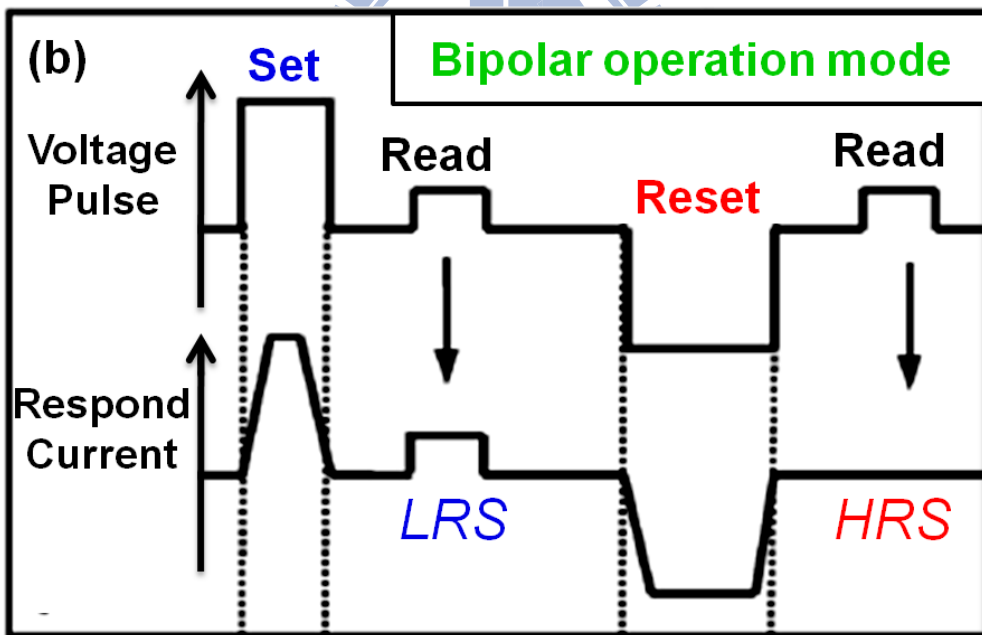 (b)
Set
Bipolar operation mode
Voltage
Pulse
Read
Reset
Read
Respond
Current
LRS
HRS